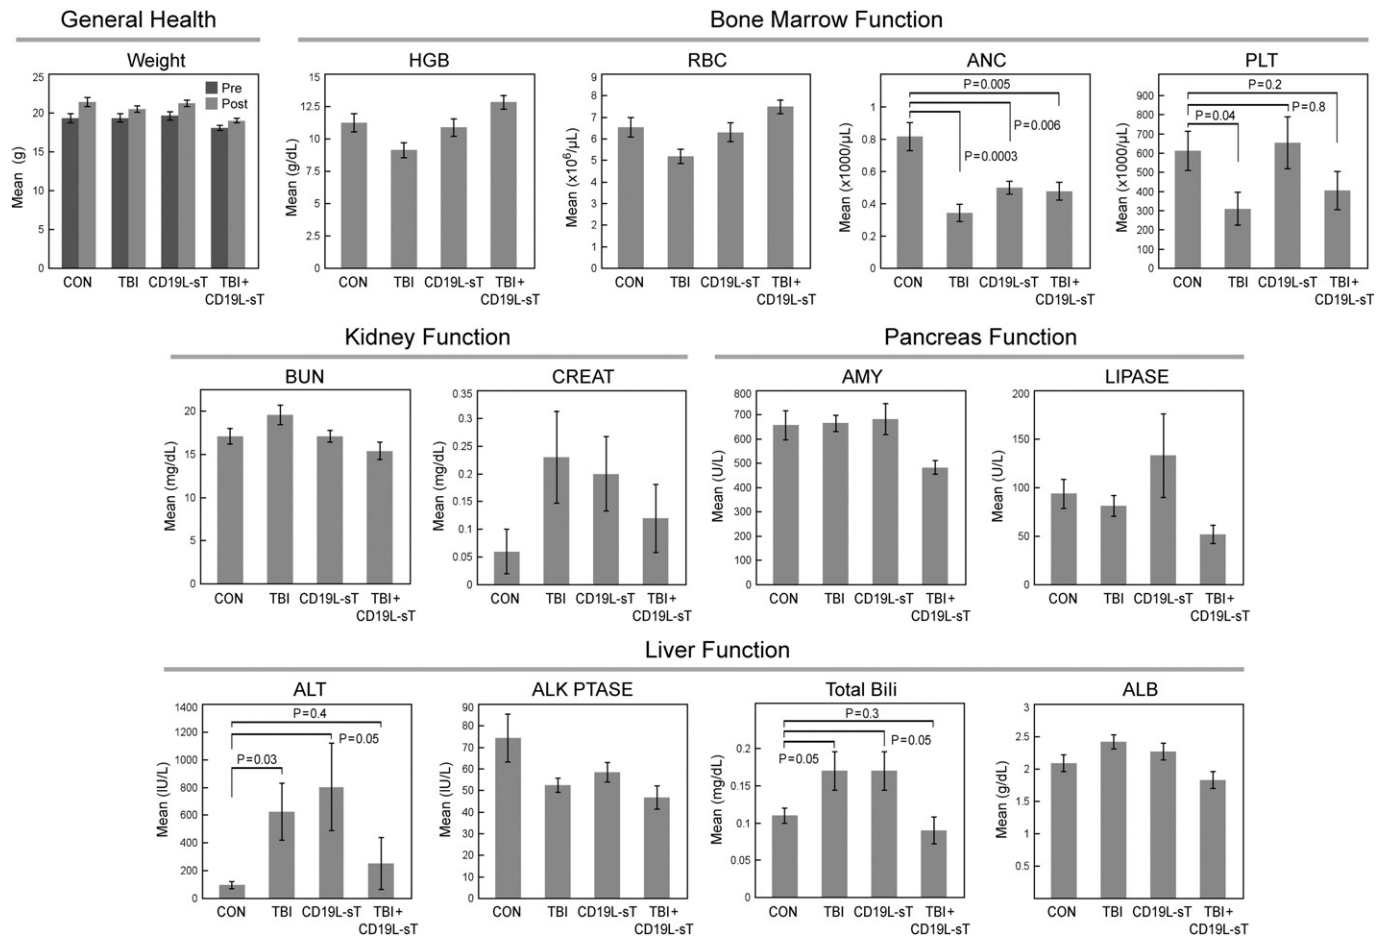 General Health
Bone Marrow Function
Weight
HGB
RBC
ANC
PLT
Mean (g)
25
20
15
10
5
0
Pre
Post
CON
TBI
CD19L-sT
TBI+
CD19L-sT
Mean (g/dL)
15
12.5
10
7.5
5
2.5
0
CON
TBI
CD19L-sT
TBI+
CD19L-sT
Mean (x10⁶/µL)
9
8
7
6
5
4
3
2
1
0
CON
TBI
CD19L-sT
TBI+
CD19L-sT
Mean (x1000/µL)
1
0.8
0.6
0.4
0.2
0
P=0.005
P=0.006
P=0.0003
CON
TBI
CD19L-sT
TBI+
CD19L-sT
Mean (x1000/µL)
900
800
700
600
500
400
300
200
100
0
P=0.2
P=0.8
P=0.04
CON
TBI
CD19L-sT
TBI+
CD19L-sT
Kidney Function
Pancreas Function
BUN
CREAT
AMY
LIPASE
Mean (mg/dL)
20
15
10
5
0
CON
TBI
CD19L-sT
TBI+
CD19L-sT
Mean (mg/dL)
0.35
0.3
0.25
0.2
0.15
0.1
0.05
0
CON
TBI
CD19L-sT
TBI+
CD19L-sT
Mean (U/L)
800
700
600
500
400
300
200
100
0
CON
TBI
CD19L-sT
TBI+
CD19L-sT
Mean (U/L)
200
150
100
50
0
CON
TBI
CD19L-sT
TBI+
CD19L-sT
Liver Function
ALT
ALK PTASE
Total Bili
ALB
Mean (IU/L)
1400
1200
1000
800
600
400
200
0
P=0.4
P=0.05
P=0.03
CON
TBI
CD19L-sT
TBI+
CD19L-sT
Mean (IU/L)
90
80
70
60
50
40
30
20
10
0
CON
TBI
CD19L-sT
TBI+
CD19L-sT
Mean (mg/dL)
0.2
0.15
0.1
0.05
0
P=0.3
P=0.05
P=0.05
CON
TBI
CD19L-sT
TBI+
CD19L-sT
Mean (g/dL)
3
2.5
2
1.5
1
0.5
CON
TBI
CD19L-sT
TBI+
CD19L-sT